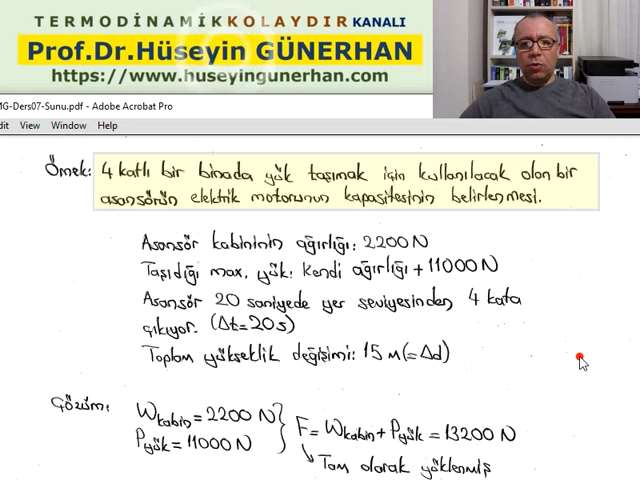 TERMODİNAMİKKOLAYDIR KANALI
Prof.Dr.Hüseyin GÜNERHAN
https://www.huseyingunerhan.com
MG-Ders07-Sunu.pdf - Adobe Acrobat Pro
dit View Window Help
Örnek: 4 katlı bir binada yük taşımak için kullanılacak olan bir
asansörün elektrik motorunun kapasitesinin belirlenmesi.
Asansör kabininin ağırlığı: 2200 N
Taşıdığı max. yük: kendi ağırlığı + 11000 N
Asansör 20 saniyede yer seviyesinden 4 kata
çıkıyor. (Δt=20s)
Toplam yükseklik değişimi: 15 m (=Δd)
Çözüm:
Wkabin = 2200 N
Pyük = 11000 N
F = Wkabin + Pyük = 13200 N
↳ Tam olarak yüklenmiş